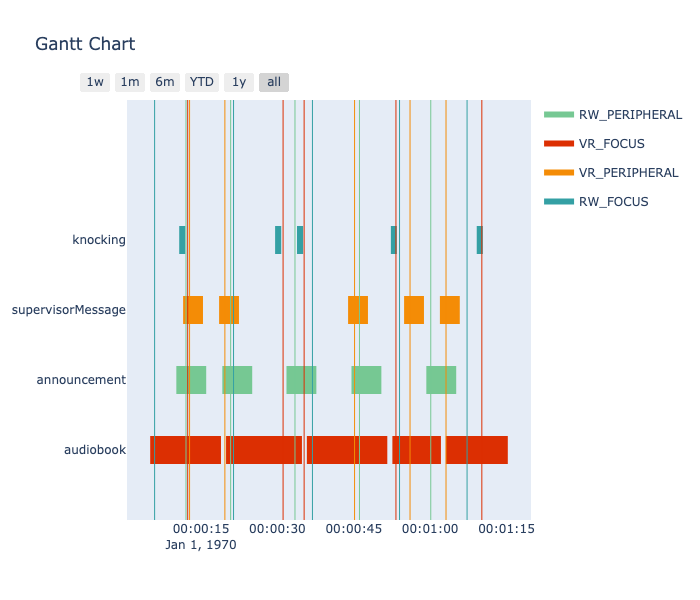 Gantt Chart
1w 1m 6m YTD 1y all
RW_PERIPHERAL
VR_FOCUS
VR_PERIPHERAL
RW_FOCUS
knocking
supervisorMessage
announcement
audiobook
00:00:15 00:00:30 00:00:45 00:01:00 00:01:15
Jan 1, 1970